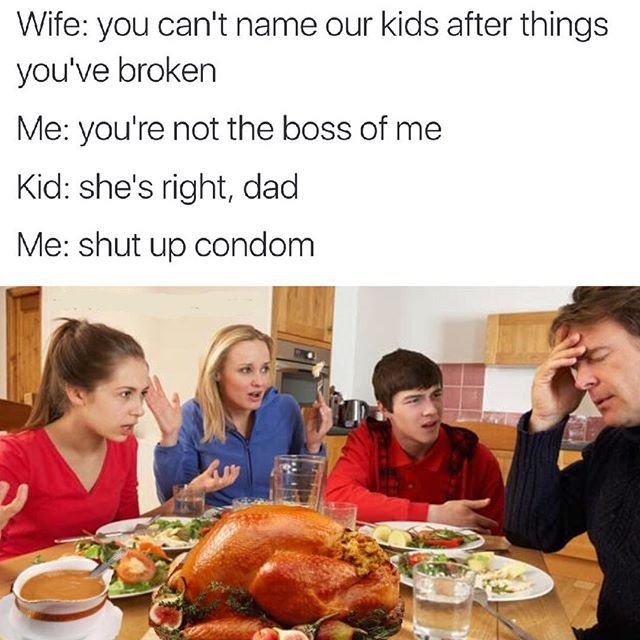 Wife: you can't name our kids after things
you've broken
Me: you're not the boss of me
Kid: she's right, dad
Me: shut up condom